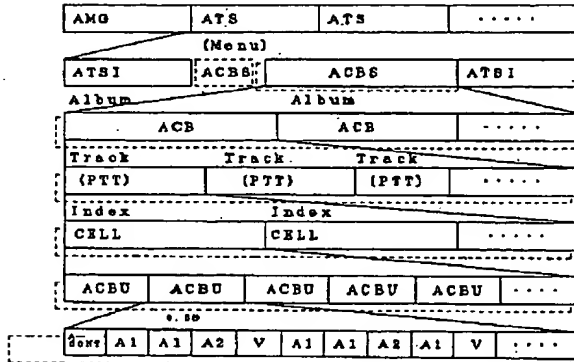 AMG ATS ATS .....
(Menu)
ATSI ACBS ACBS ATSI
Album Album
ACB ACB .....
Track Track Track
(PTT) (PTT) (PTT) .....
Index Index
CELL CELL .....
ACBU ACBU ACBU ACBU ACBU ....
A1 A1 A2 V A1 A1 A2 A1 V ....